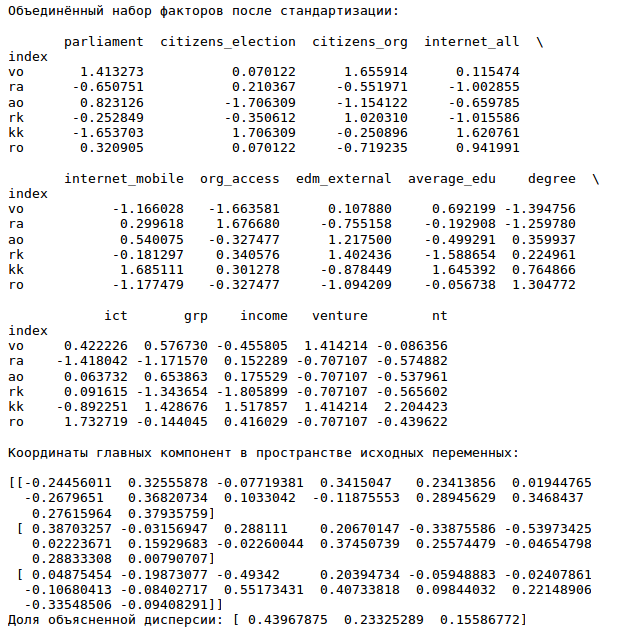 Объединённый набор факторов после стандартизации:
parliament citizens_election citizens_org internet_all \
index
vo 1.413273 0.070122 1.655914 0.115474
ra -0.650751 0.210367 -0.551971 -1.002855
ao 0.823126 -1.706309 -1.154122 -0.659785
rk -0.252849 -0.350612 1.020310 -1.015586
kk -1.653703 1.706309 -0.250896 1.620761
ro 0.320905 0.070122 -0.719235 0.941991
internet_mobile org_access edm_external average_edu degree \
index
vo -1.166028 -1.663581 0.107880 0.692199 -1.394756
ra 0.299618 1.676680 -0.755158 -0.192908 -1.259780
ao 0.540075 -0.327477 1.217500 -0.499291 0.359937
rk -0.181297 0.340576 1.402436 -1.588654 0.224961
kk 1.685111 0.301278 -0.878449 1.645392 0.764866
ro -1.177479 -0.327477 -1.094209 -0.056738 1.304772
ict grp income venture nt
index
vo 0.422226 0.576730 -0.455805 1.414214 -0.086356
ra -1.418042 -1.171570 0.152289 -0.707107 -0.574882
ao 0.063732 0.653863 0.175529 -0.707107 -0.537961
rk 0.091615 -1.343654 -1.805899 -0.707107 -0.565602
kk -0.892251 1.428676 1.517857 1.414214 2.204423
ro 1.732719 -0.144045 0.416029 -0.707107 -0.439622
Координаты главных компонент в пространстве исходных переменных:
[[-0.24456011 0.32555878 -0.07719381 0.3415047 0.23413856 0.01944765
-0.2679651 0.36820734 0.1033042 -0.11875553 0.28945629 0.3468437
0.27615964 0.37935759]
[ 0.38703257 -0.03156947 0.288111 0.20670147 -0.33875586 -0.53973425
0.02223671 0.15929683 -0.02260044 0.37450739 0.25574479 -0.04654798
0.28833308 0.00790707]
[ 0.04875454 -0.19873077 -0.49342 0.20394734 -0.05948883 -0.02407861
-0.10680413 -0.08402717 0.55173431 0.40733818 0.09844032 0.22148906
-0.33548506 -0.09408291]]
Доля объясненной дисперсии: [ 0.43967875 0.23325289 0.15586772]